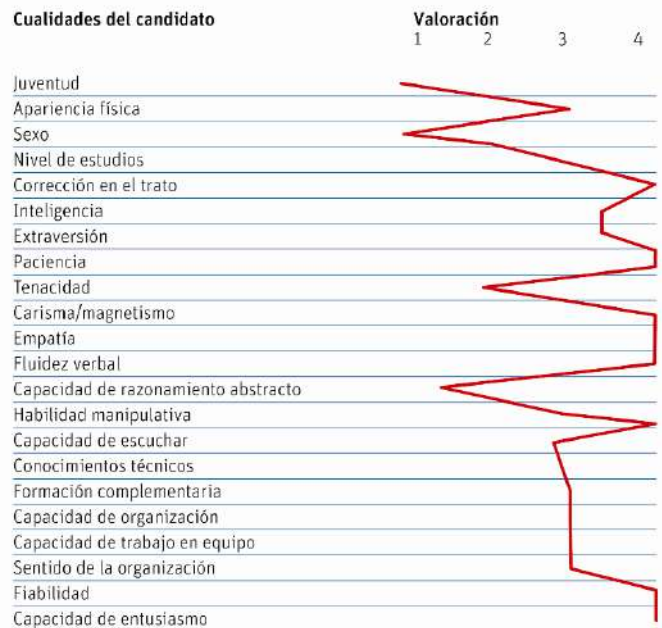 Cualidades del candidato Valoración
1 2 3 4
Juventud
Apariencia física
Sexo
Nivel de estudios
Corrección en el trato
Inteligencia
Extraversión
Paciencia
Tenacidad
Carisma/magnetismo
Empatía
Fluidez verbal
Capacidad de razonamiento abstracto
Habilidad manipulativa
Capacidad de escuchar
Conocimientos técnicos
Formación complementaria
Capacidad de organización
Capacidad de trabajo en equipo
Sentido de la organización
Fiabilidad
Capacidad de entusiasmo